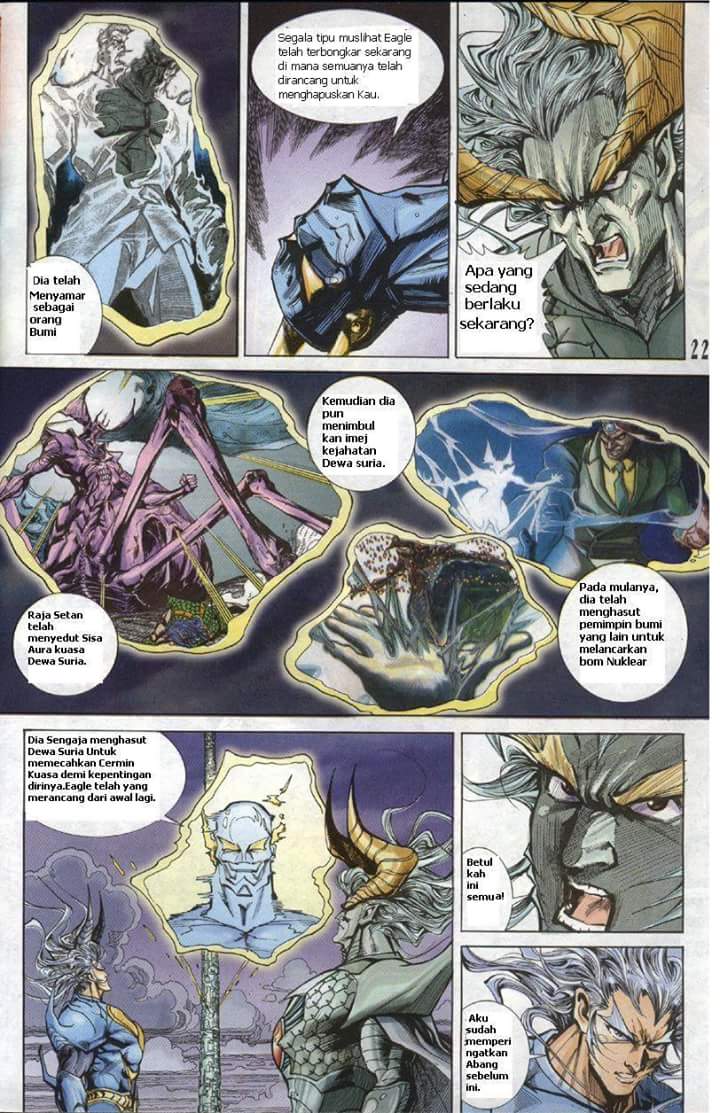 Dia telah
Menyamar
sebagai
orang
Bumi
Segala tipu muslihat Eagle
telah terbongkar sekarang
di mana semuanya telah
dirancang untuk
menghapuskan Kau.
Apa yang
sedang
berlaku
sekarang?
22
Raja Setan
telah
menyedut Sisa
Aura kuasa
Dewa Suria.
Kemudian dia
pun
menimbul
kan imej
kejahatan
Dewa suria.
Pada mulanya,
dia telah
menghasut
pemimpin bumi
yang lain untuk
melancarkan
bom Nuklear
Dia Sengaja menghasut
Dewa Suria Untuk
memecahkan Cermin
Kuasa demi kepentingan
dirinya.Eagle telah yang
merancang dari awal lagi.
Betul
kah
ini
semua!
Aku
sudah
memperi
ngatkan
Abang
sebelum
ini.